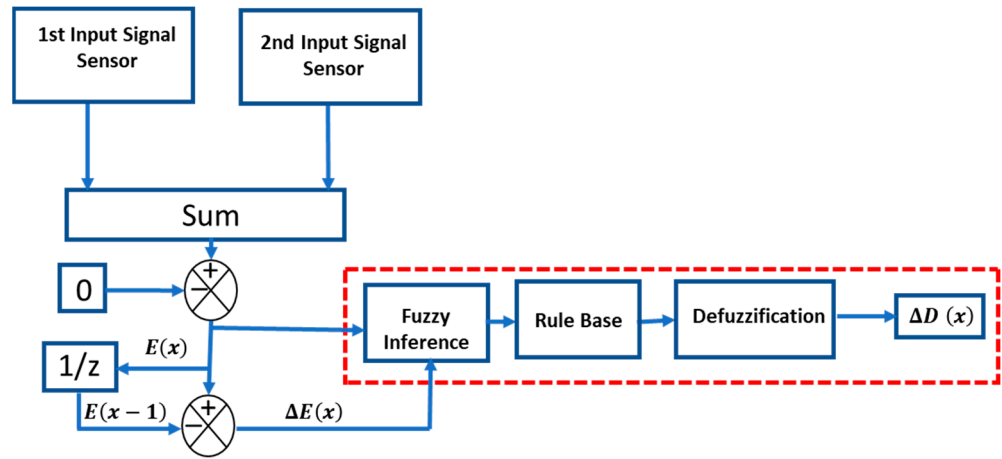 1st Input Signal
Sensor
2nd Input Signal
Sensor
Sum
+
−
0
E(x)
1/z
E(x − 1)
+
−
ΔE(x)
Fuzzy
Inference
Rule Base
Defuzzification
ΔD (x)